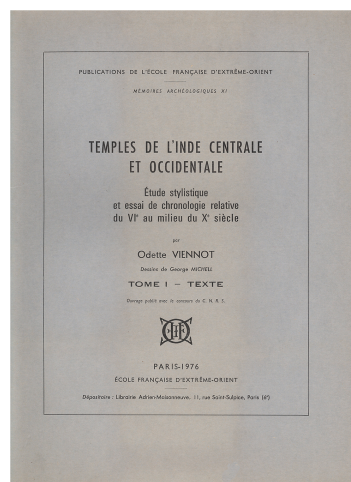 PUBLICATIONS DE L'ÉCOLE FRANÇAISE D'EXTRÊME-ORIENT
MÉMOIRES ARCHÉOLOGIQUES XI
TEMPLES DE L'INDE CENTRALE
ET OCCIDENTALE
Étude stylistique
et essai de chronologie relative
du VIᵉ au milieu du Xᵉ siècle
par
Odette VIENNOT
Dessins de George MICHELL
TOME I – TEXTE
Ouvrage publié avec le concours du C. N. R. S.
PARIS-1976
ÉCOLE FRANÇAISE D'EXTRÊME-ORIENT
Dépositaire : Librairie Adrien-Maisonneuve, 11, rue Saint-Sulpice, Paris (6ᵉ)